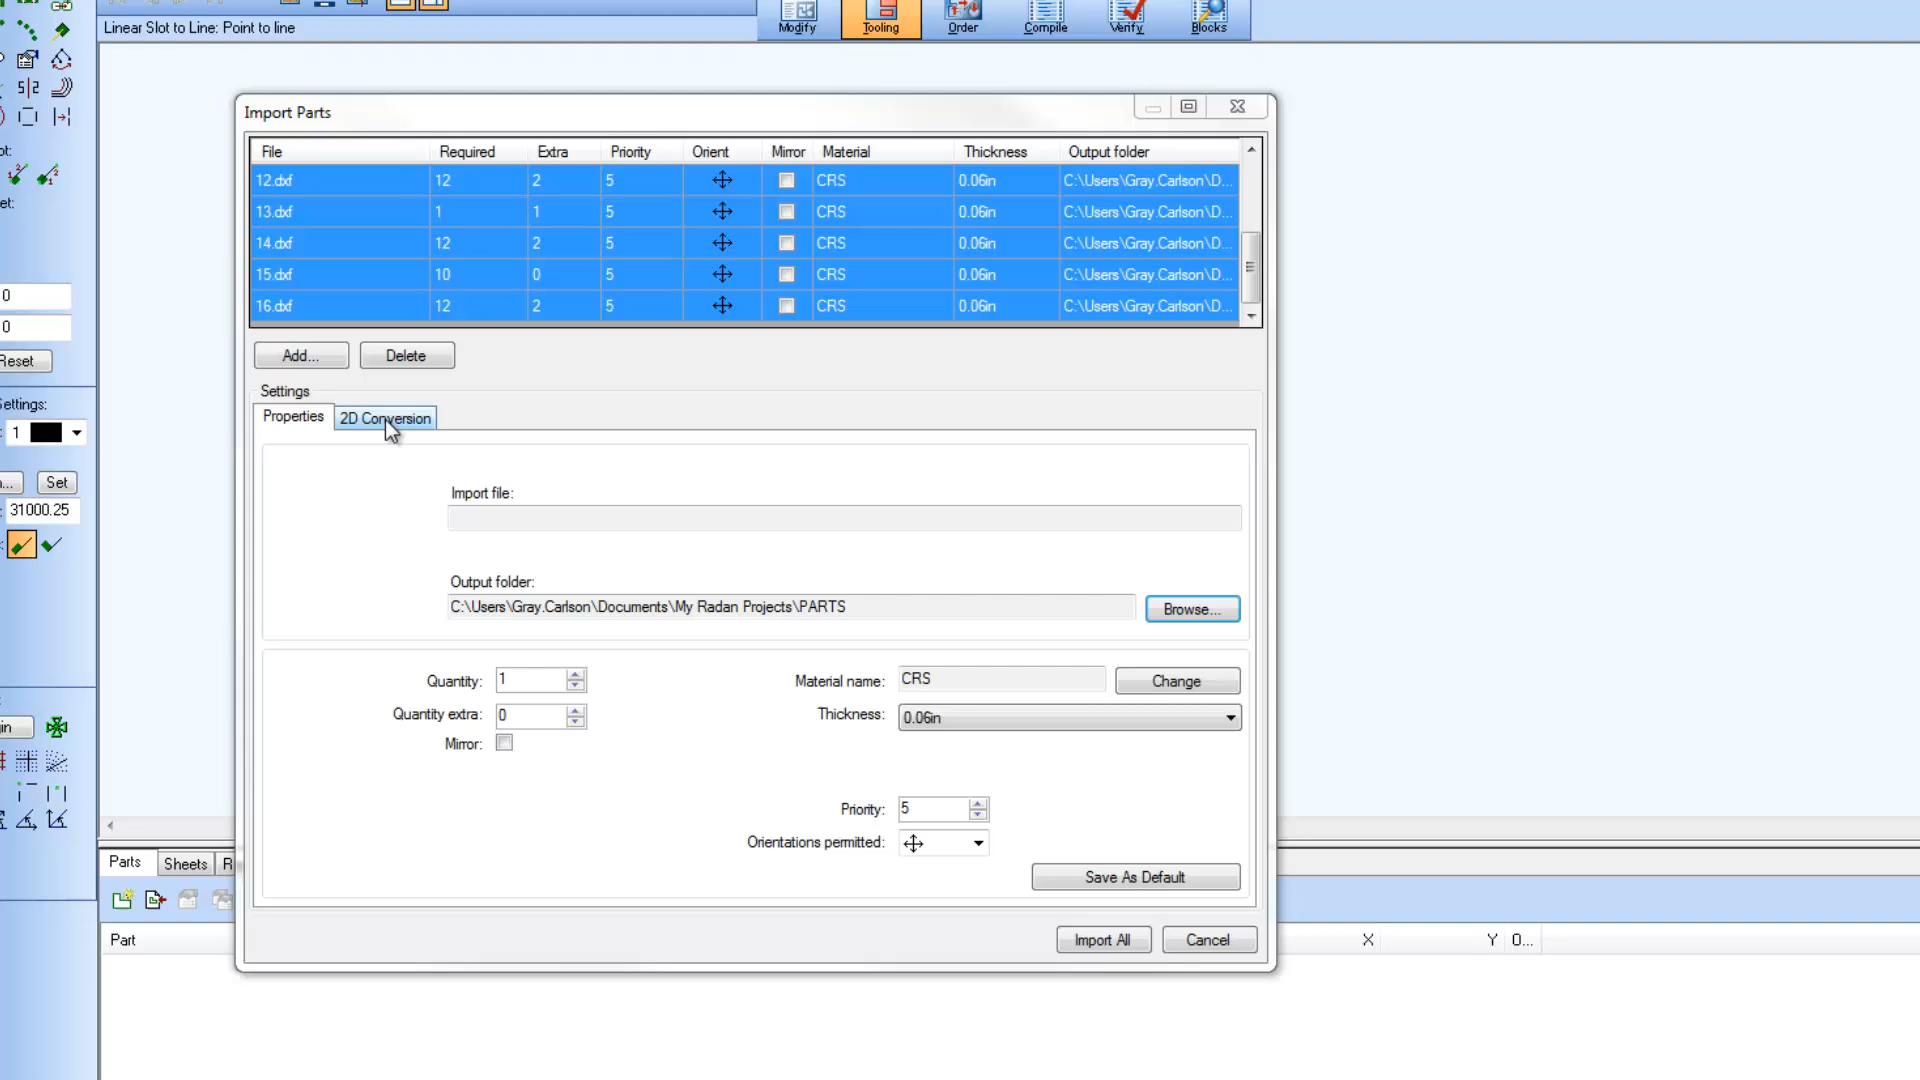 Linear Slot to Line: Point to line
Modify
Tooling
Order
Compile
Verify
Blocks
0
0
Reset
Settings:
1
Set
31000.25
Import Parts
File Required Extra Priority Orient Mirror Material Thickness Output folder
12.dxf 12 2 5 CRS 0.06in C:\Users\Gray.Carlson\D...
13.dxf 1 1 5 CRS 0.06in C:\Users\Gray.Carlson\D...
14.dxf 12 2 5 CRS 0.06in C:\Users\Gray.Carlson\D...
15.dxf 10 0 5 CRS 0.06in C:\Users\Gray.Carlson\D...
16.dxf 12 2 5 CRS 0.06in C:\Users\Gray.Carlson\D...
Add... Delete
Settings
Properties 2D Conversion
Import file:
Output folder:
C:\Users\Gray.Carlson\Documents\My Radan Projects\PARTS
Browse...
Quantity: 1
Material name: CRS Change
Quantity extra: 0
Thickness: 0.06in
Mirror:
Priority: 5
Orientations permitted:
Save As Default
Import All Cancel
Parts Sheets R
Part X Y O...